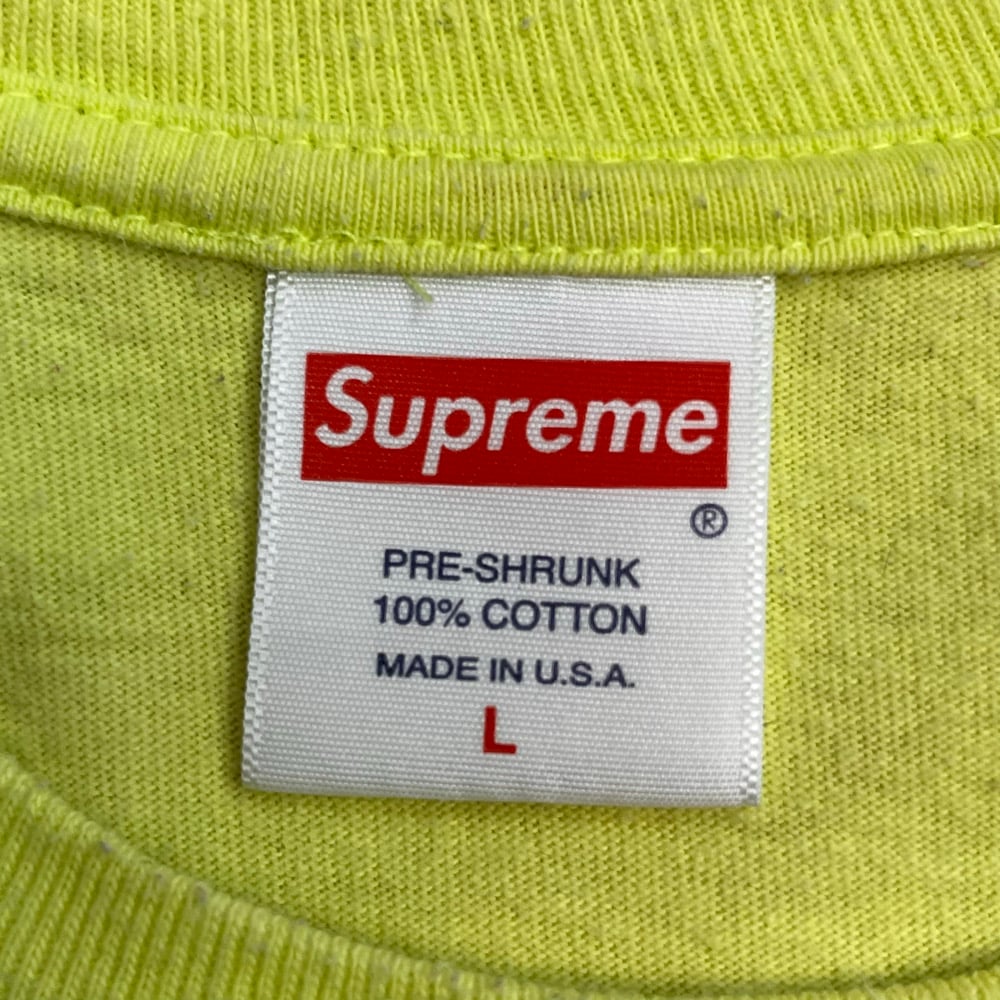 Supreme
®
PRE-SHRUNK
100% COTTON
MADE IN U.S.A.
L